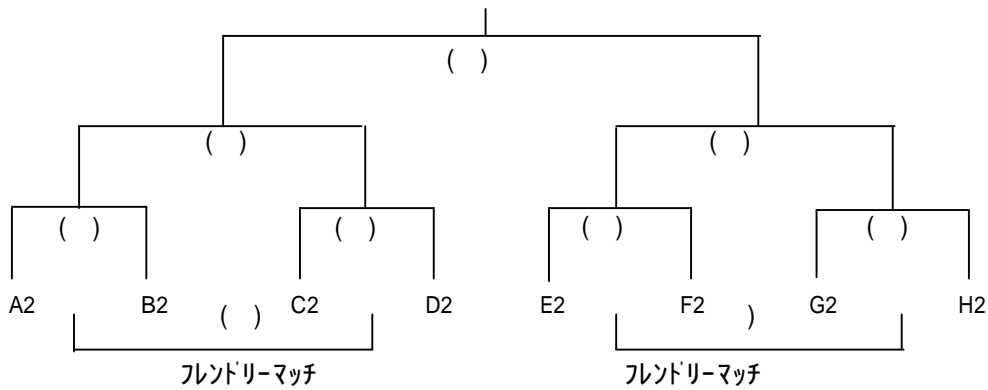 (　)
(　)　(　)
(　)　(　)　(　)　(　)
A2　B2　(　)　C2　D2　E2　F2　)　G2　H2
ﾌﾚﾝﾄﾞﾘｰﾏｯﾁ　ﾌﾚﾝﾄﾞﾘｰﾏｯﾁ